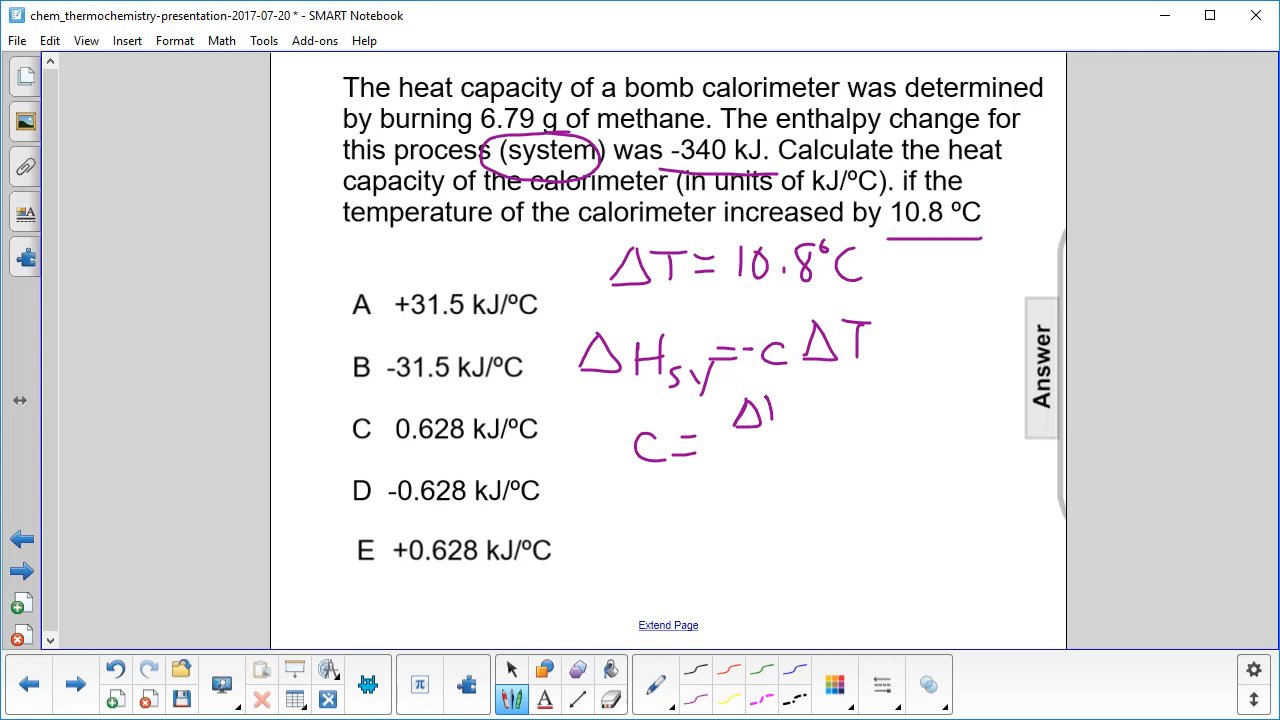 chem_thermochemistry-presentation-2017-07-20 * - SMART Notebook
File Edit View Insert Format Math Tools Add-ons Help
The heat capacity of a bomb calorimeter was determined
by burning 6.79 g of methane. The enthalpy change for
this process (system) was -340 kJ. Calculate the heat
capacity of the calorimeter (in units of kJ/ºC). if the
temperature of the calorimeter increased by 10.8 ºC
ΔT = 10.8°C
A +31.5 kJ/ºC
ΔHsy = -c ΔT
B -31.5 kJ/ºC
C 0.628 kJ/ºC
c = Δ
D -0.628 kJ/ºC
E +0.628 kJ/ºC
Answer
Extend Page
π
A